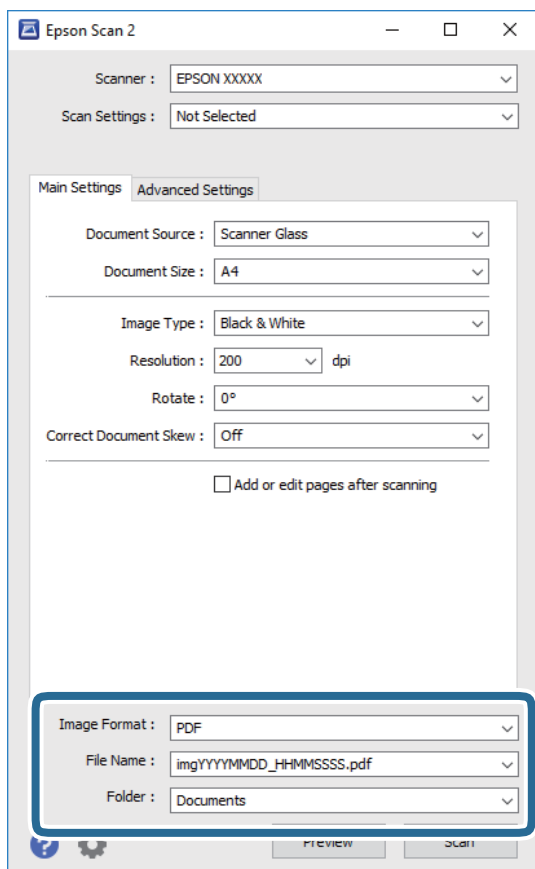 Epson Scan 2
Scanner : EPSON XXXXX
Scan Settings : Not Selected
Main Settings Advanced Settings
Document Source : Scanner Glass
Document Size : A4
Image Type : Black & White
Resolution : 200 dpi
Rotate : 0°
Correct Document Skew : Off
Add or edit pages after scanning
Image Format : PDF
File Name : imgYYYYMMDD_HHMMSSSS.pdf
Folder : Documents
? Preview Scan